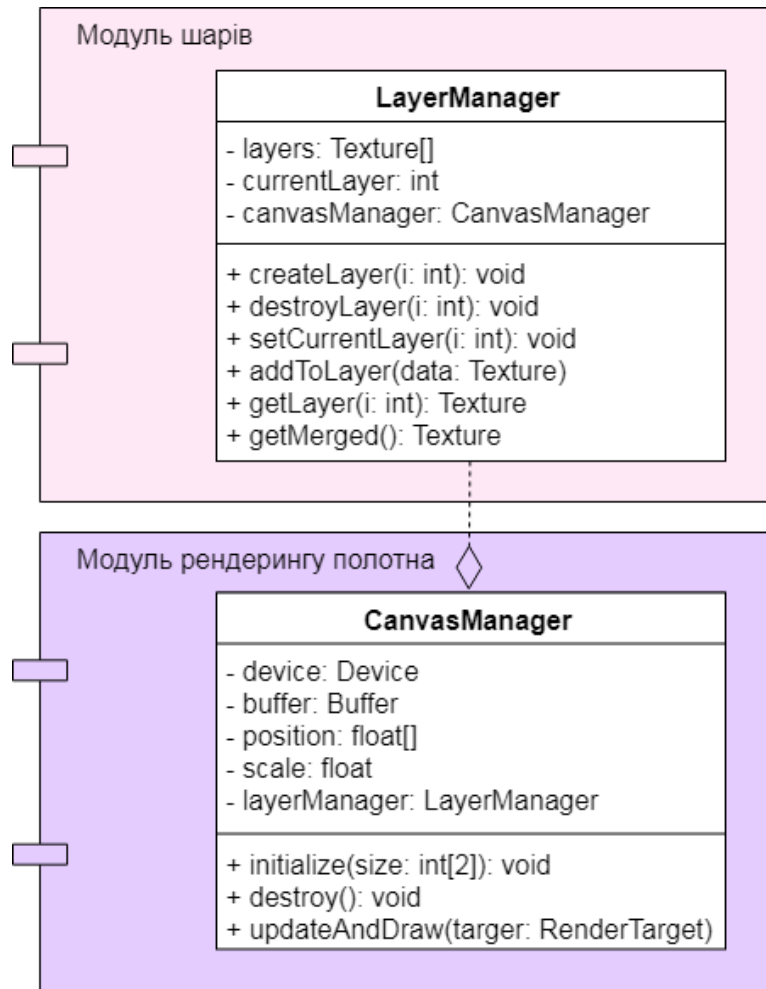 Модуль шарів
LayerManager
- layers: Texture[]
- currentLayer: int
- canvasManager: CanvasManager
+ createLayer(i: int): void
+ destroyLayer(i: int): void
+ setCurrentLayer(i: int): void
+ addToLayer(data: Texture)
+ getLayer(i: int): Texture
+ getMerged(): Texture
Модуль рендерингу полотна
CanvasManager
- device: Device
- buffer: Buffer
- position: float[]
- scale: float
- layerManager: LayerManager
+ initialize(size: int[2]): void
+ destroy(): void
+ updateAndDraw(targer: RenderTarget)